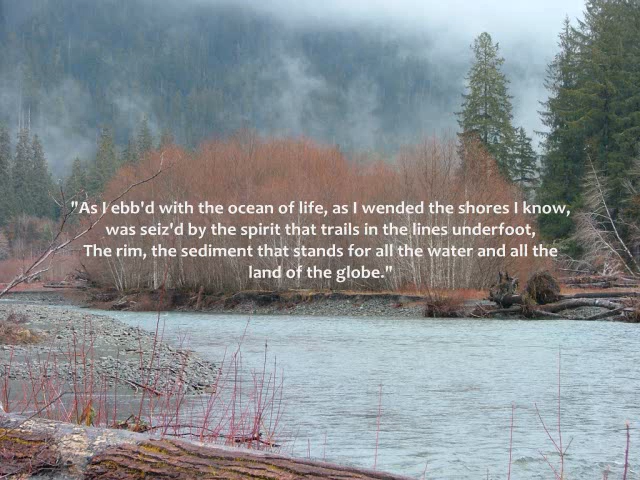 "As I ebb'd with the ocean of life, as I wended the shores I know,
was seiz'd by the spirit that trails in the lines underfoot,
The rim, the sediment that stands for all the water and all the
land of the globe."